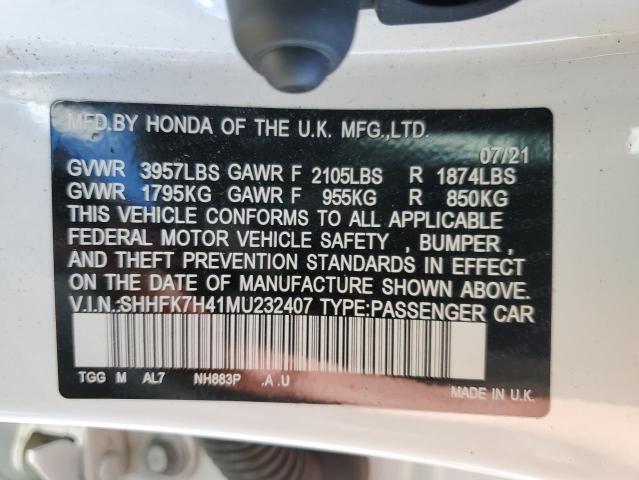 MFD.BY HONDA OF THE U.K. MFG.,LTD.
07/21
GVWR 3957LBS GAWR F 2105LBS R 1874LBS
GVWR 1795KG GAWR F 955KG R 850KG
THIS VEHICLE CONFORMS TO ALL APPLICABLE
FEDERAL MOTOR VEHICLE SAFETY , BUMPER ,
AND THEFT PREVENTION STANDARDS IN EFFECT
ON THE DATE OF MANUFACTURE SHOWN ABOVE.
V.I.N.:SHHFK7H41MU232407 TYPE:PASSENGER CAR
TGG M AL7 NH883P .A .U
MADE IN U.K.